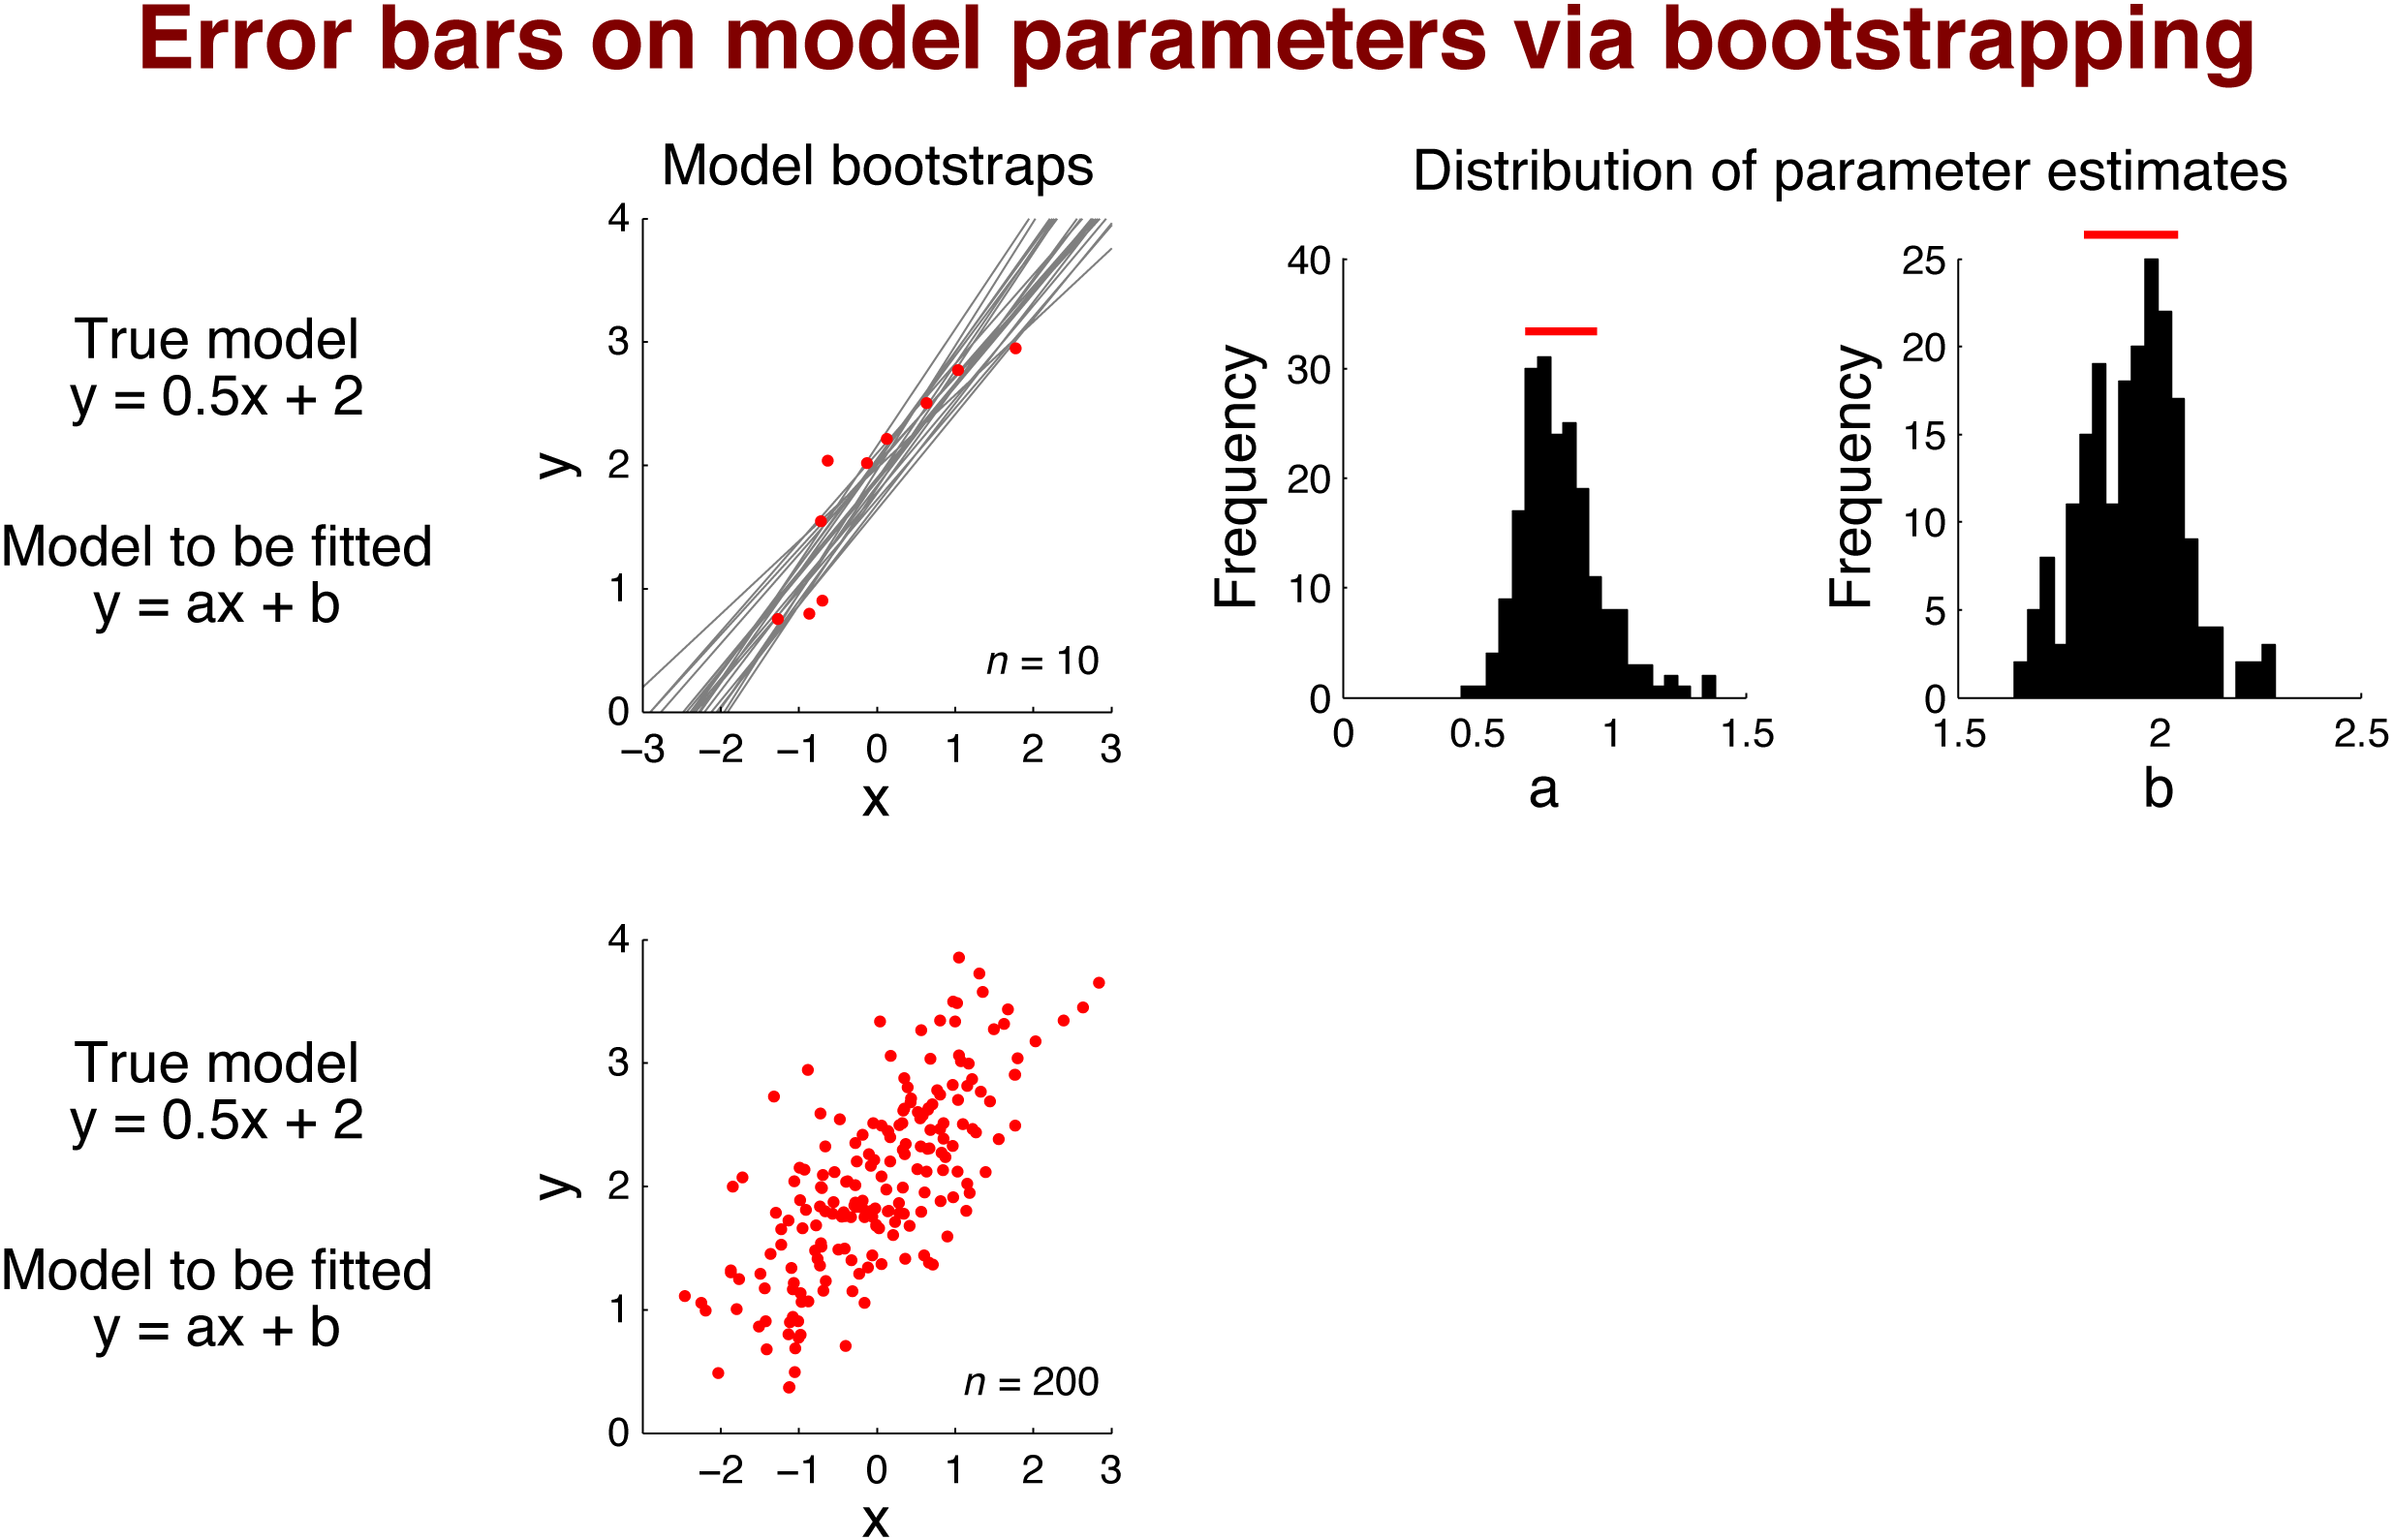 Error bars on model parameters via bootstrapping
Model bootstraps
Distribution of parameter estimates
True model
y = 0.5x + 2
Model to be fitted
y = ax + b
4
3
2
1
0
y
n = 10
−3 −2 −1 0 1 2 3
x
40
30
20
10
0
Frequency
0 0.5 1 1.5
a
25
20
15
10
5
0
Frequency
1.5 2 2.5
b
True model
y = 0.5x + 2
Model to be fitted
y = ax + b
4
3
2
1
0
y
n = 200
−2 −1 0 1 2 3
x